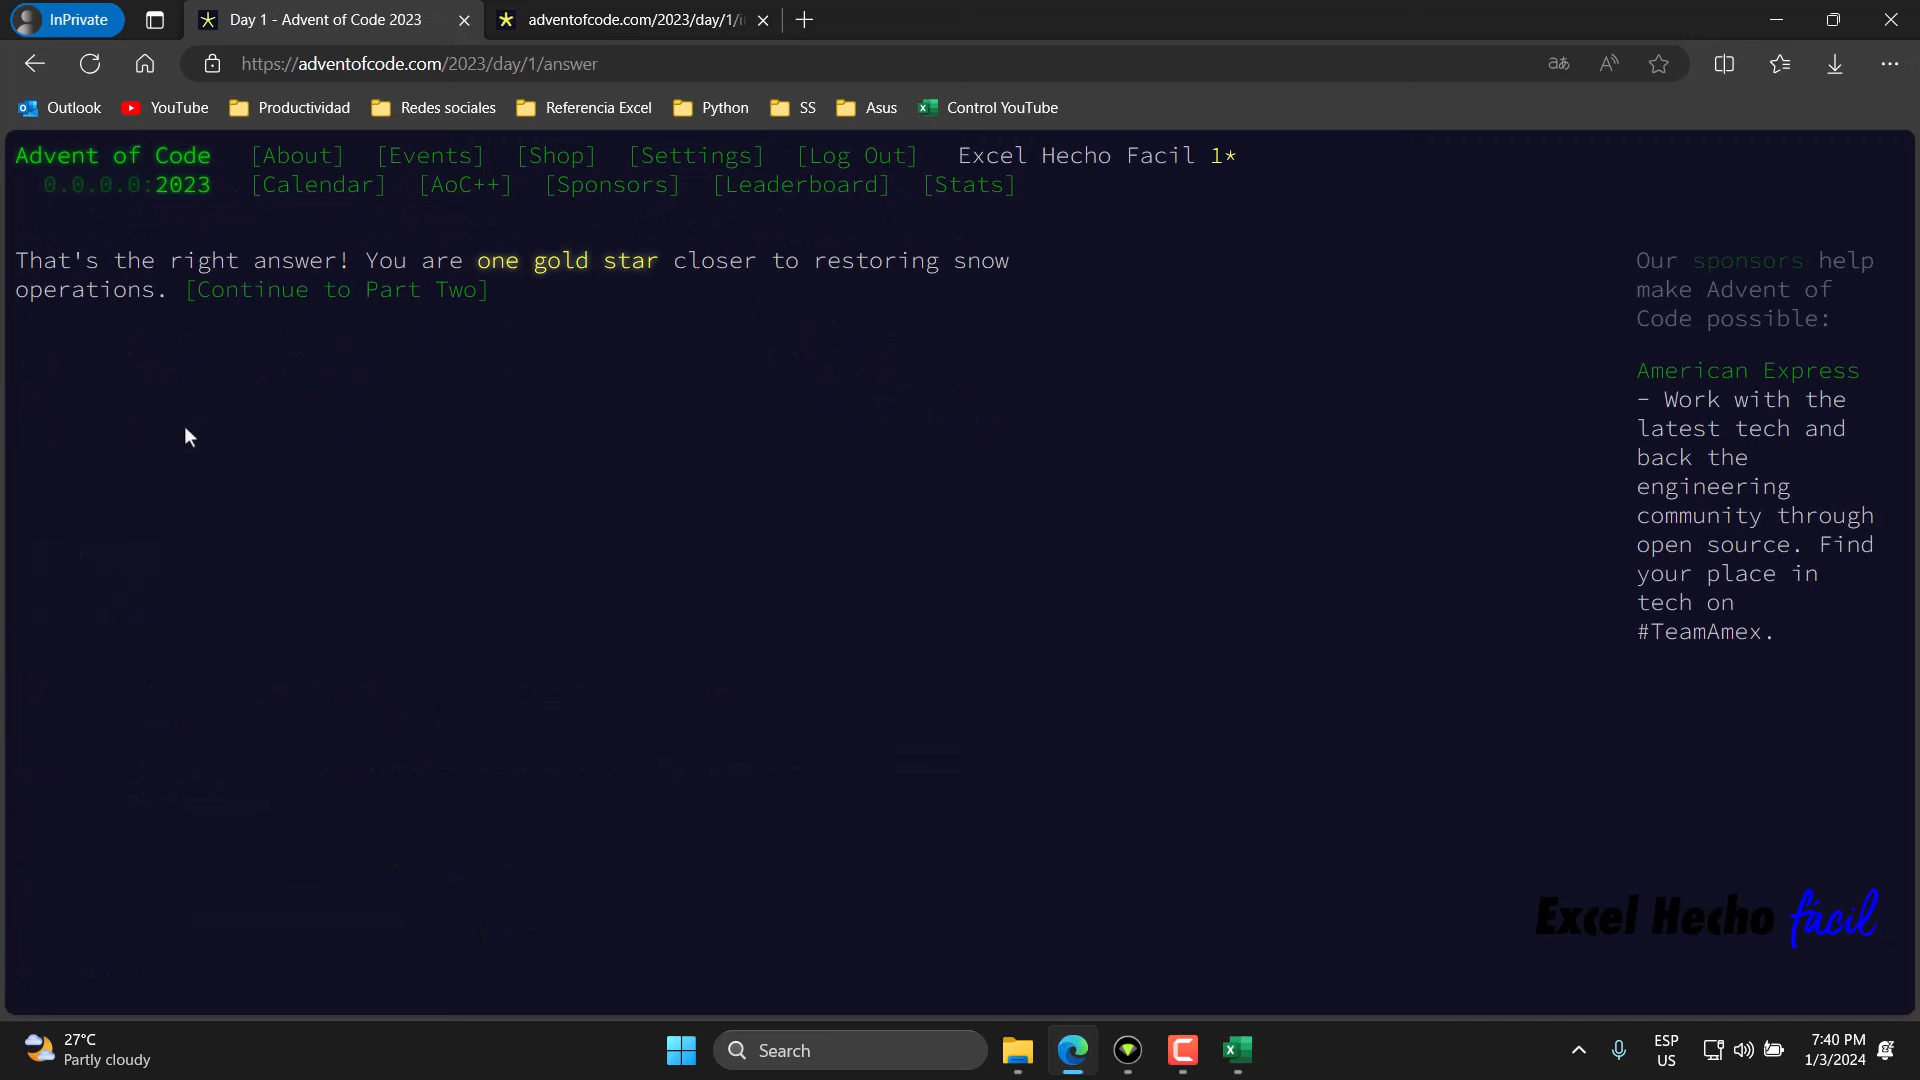 InPrivate
Day 1 - Advent of Code 2023
adventofcode.com/2023/day/1/i
https://adventofcode.com/2023/day/1/answer
Outlook
YouTube
Productividad
Redes sociales
Referencia Excel
Python
SS
Asus
Control YouTube
Advent of Code [About] [Events] [Shop] [Settings] [Log Out] Excel Hecho Facil 1*
0.0.0.0:2023 [Calendar] [AoC++] [Sponsors] [Leaderboard] [Stats]
That's the right answer! You are one gold star closer to restoring snow
operations. [Continue to Part Two]
Our sponsors help
make Advent of
Code possible:
American Express
- Work with the
latest tech and
back the
engineering
community through
open source. Find
your place in
tech on
#TeamAmex.
Excel Hecho fácil
27°C
Partly cloudy
Search
ESP
US
7:40 PM
1/3/2024